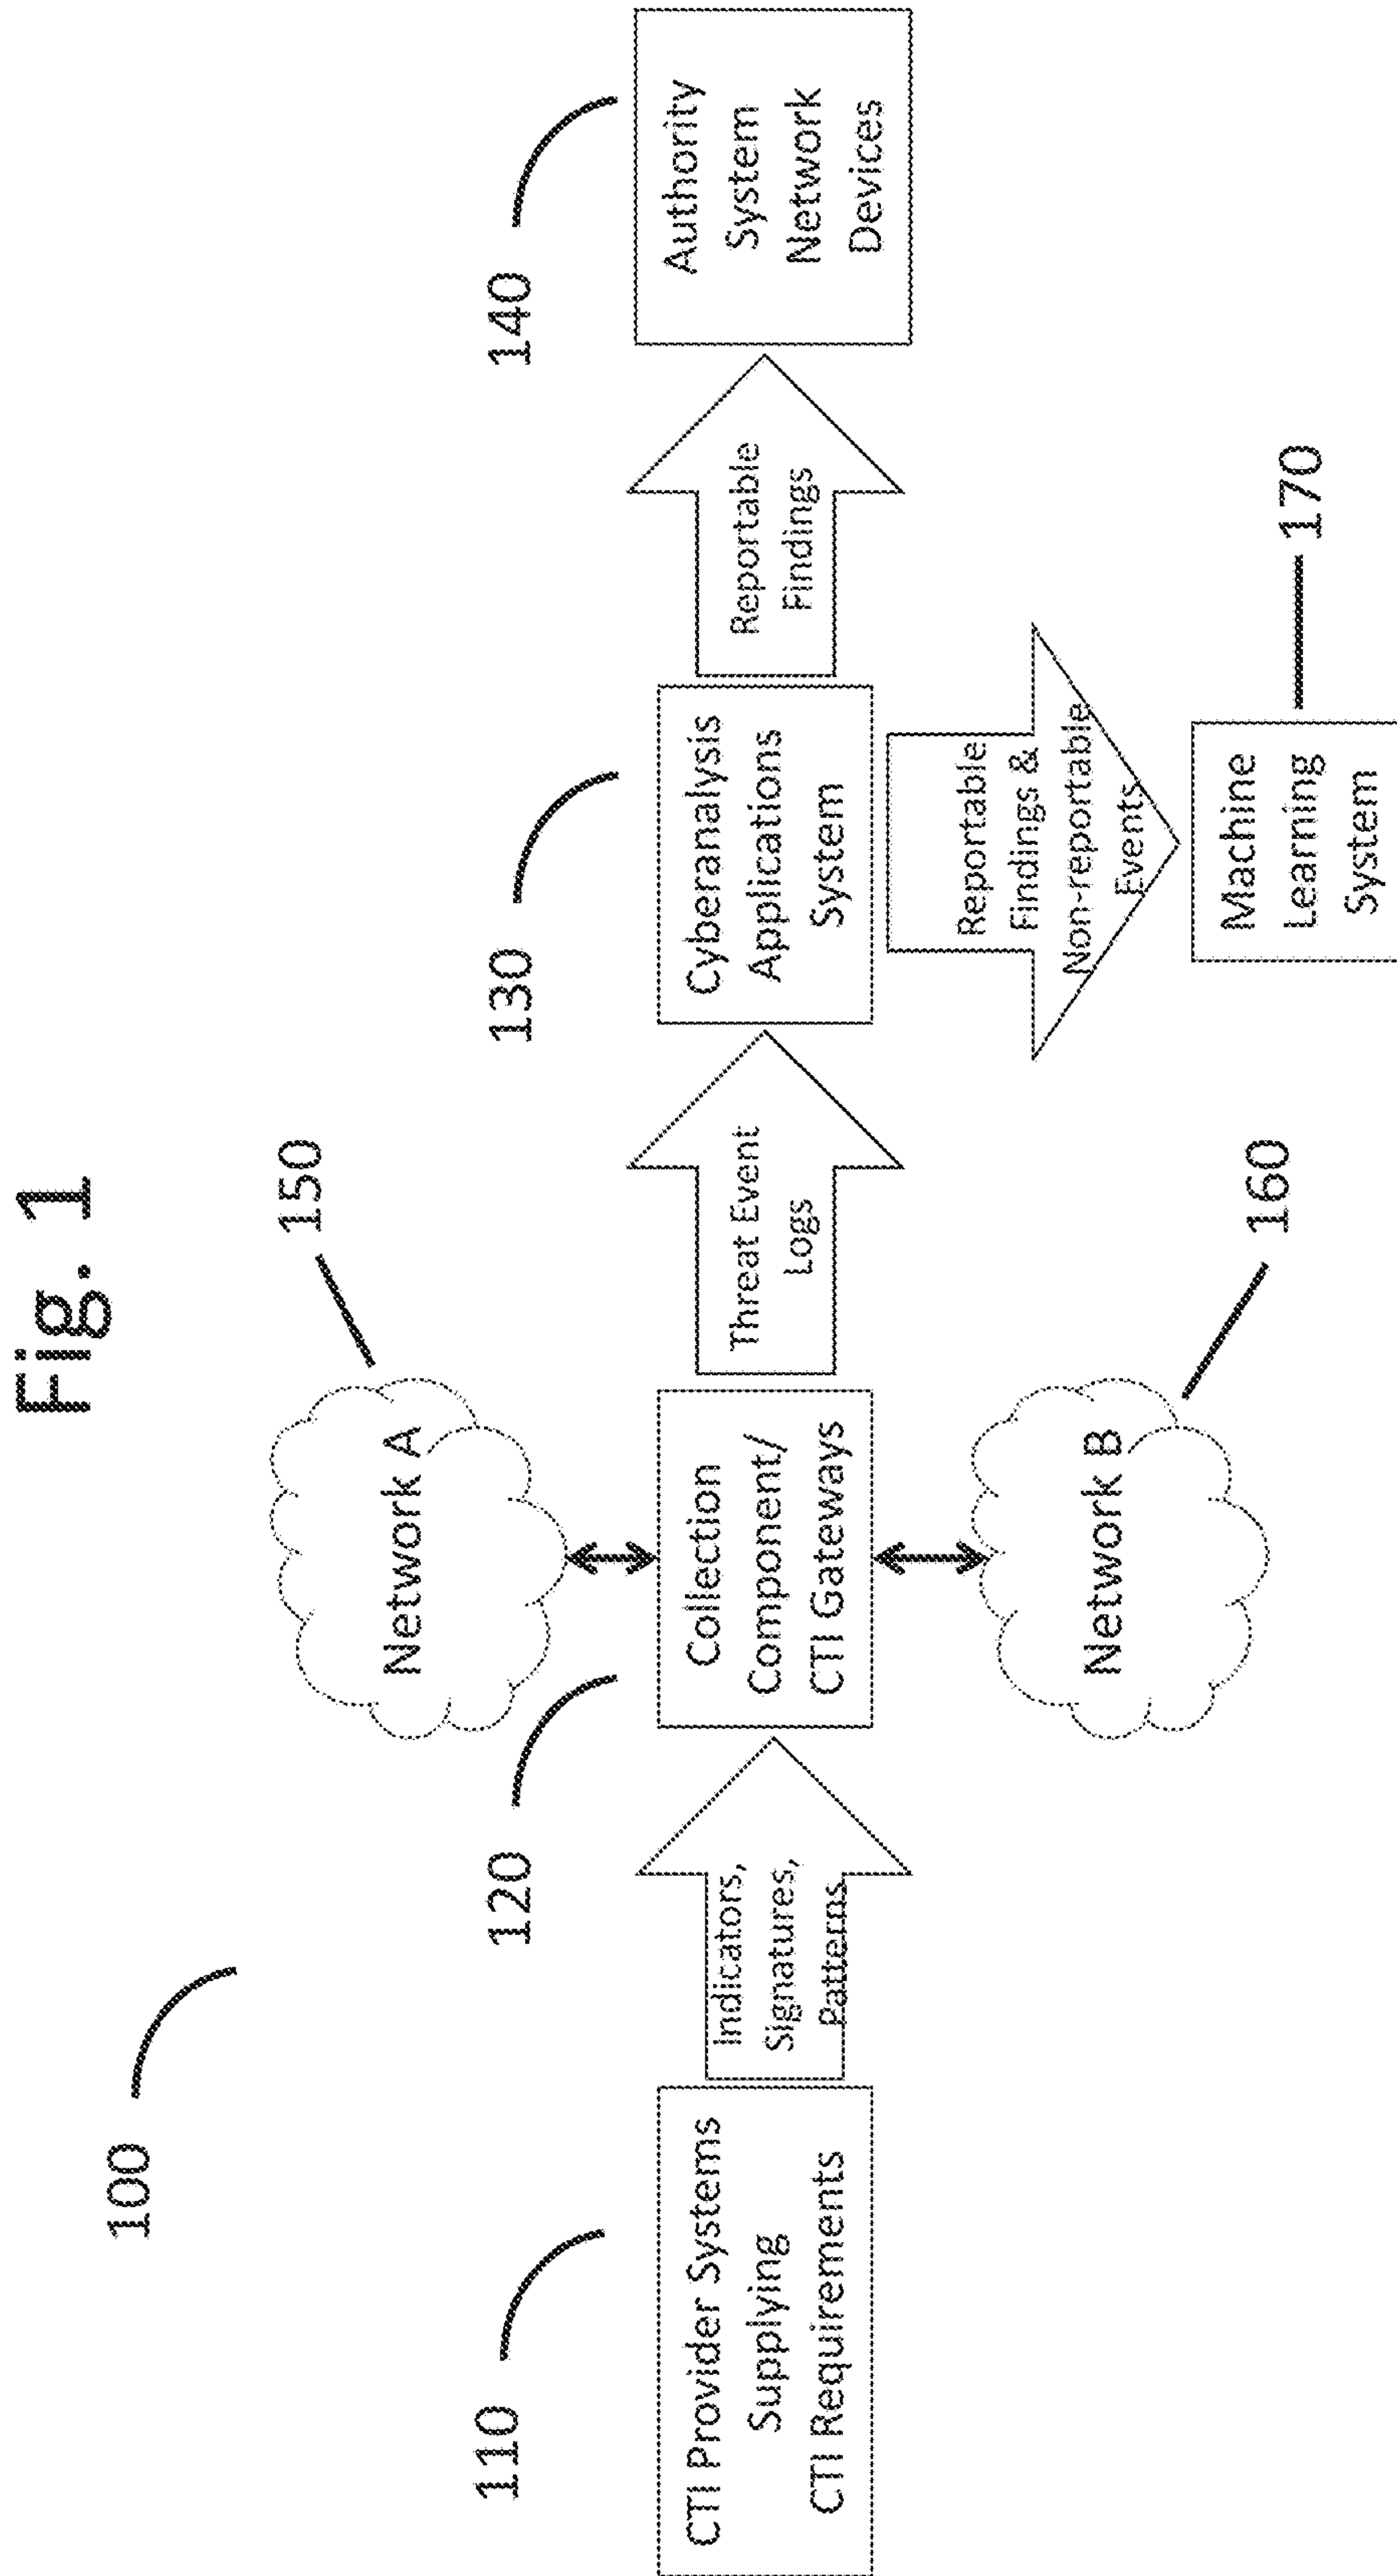 Fig. 1
100
150
110
120
130
140
Network A
CTI Provider Systems
Supplying
CTI Requirements
Indicators,
Signatures,
Patterns
Collection
Component/
CTI Gateways
Threat Event
Logs
Cyberanalysis
Applications
System
Reportable
Findings
Authority
System
Network
Devices
Reportable
Findings &
Non-reportable
Events
Network B
160
Machine
Learning
System
170